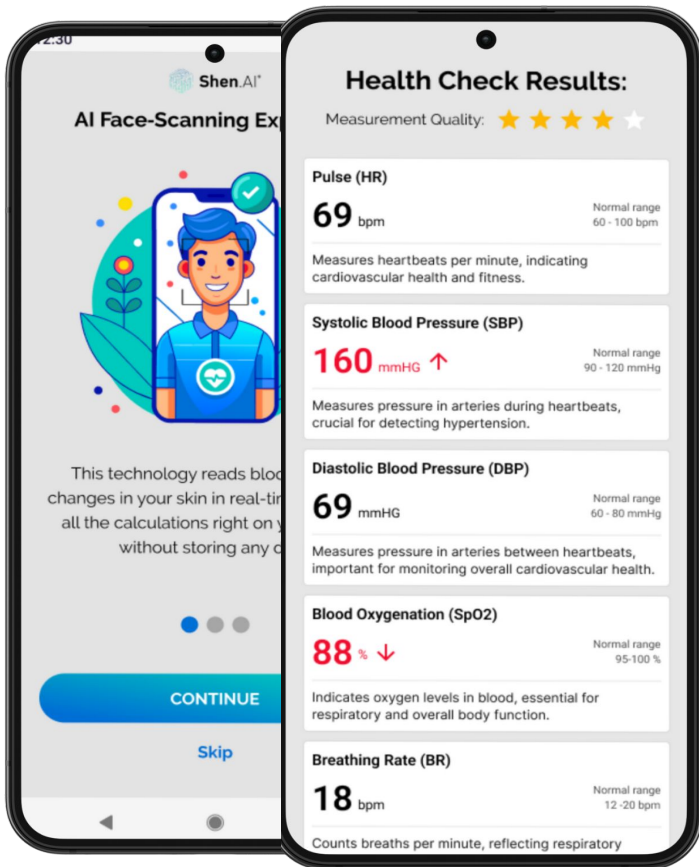 12:30
Shen.AI
AI Face-Scanning
This technology reads
changes in your skin in
all the calculations right on
without storing any
CONTINUE
Skip
Health Check Results:
Measurement Quality:
Pulse (HR)
69 bpm
Normal range
60 - 100 bpm
Measures heartbeats per minute, indicating
cardiovascular health and fitness.
Systolic Blood Pressure (SBP)
160 mmHG ↑
Normal range
90 - 120 mmHg
Measures pressure in arteries during heartbeats,
crucial for detecting hypertension.
Diastolic Blood Pressure (DBP)
69 mmHG
Normal range
60 - 80 mmHg
Measures pressure in arteries between heartbeats,
important for monitoring overall cardiovascular health.
Blood Oxygenation (SpO2)
88 % ↓
Normal range
95-100 %
Indicates oxygen levels in blood, essential for
respiratory and overall body function.
Breathing Rate (BR)
18 bpm
Normal range
12 -20 bpm
Counts breaths per minute, reflecting respiratory